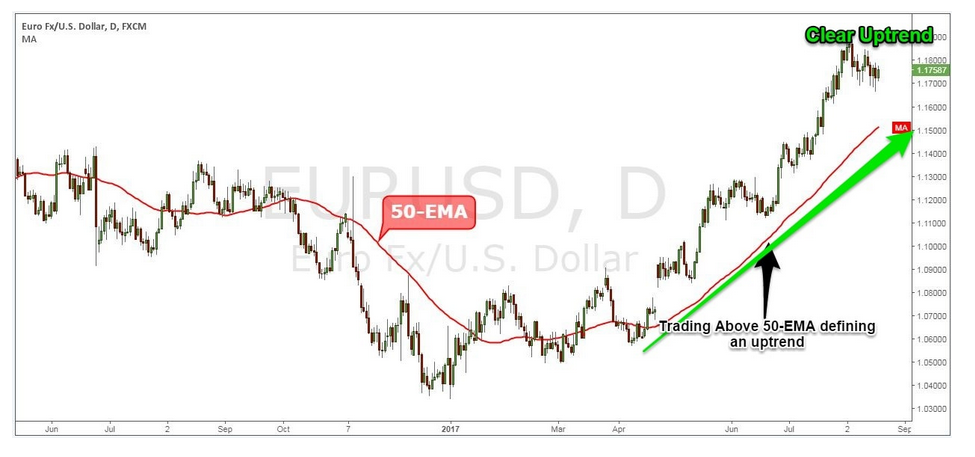 Euro Fx/U.S. Dollar, D, FXCM
MA
Clear Uptrend
1.18000
1.17587
1.17000
1.16000
MA
1.15000
1.14000
1.13000
1.12000
1.11000
1.10000
1.09000
1.08000
1.07000
1.06000
1.05000
1.04000
1.03000
EURUSD, D
Euro Fx/U.S. Dollar
50-EMA
Trading Above 50-EMA defining
an uptrend
Jun Jul 2 Sep Oct 7 2017 Mar Apr Jun Jul 2 Sep